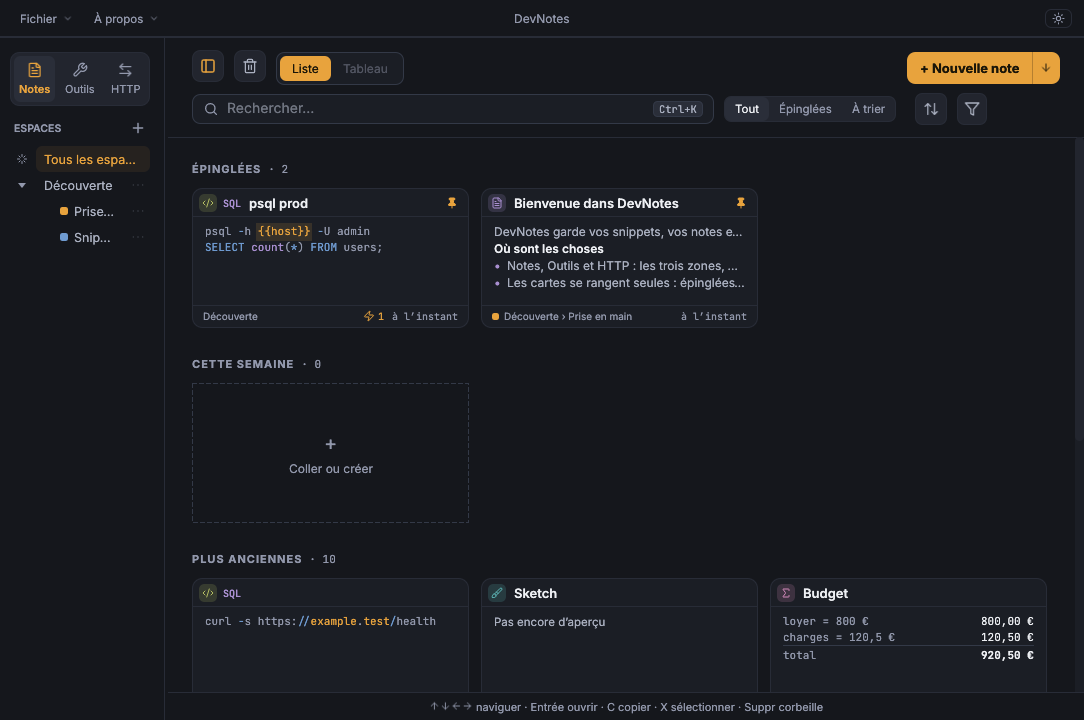 Fichier À propos DevNotes
Notes Outils HTTP
ESPACES +
Tous les espa...
Découverte ...
Prise... ...
Snip... ...
Liste Tableau
+ Nouvelle note
Rechercher... Ctrl+K
Tout Épinglées À trier
ÉPINGLÉES · 2
</> SQL psql prod
psql -h {{host}} -U admin
SELECT count(*) FROM users;
Découverte 1 à l’instant
Bienvenue dans DevNotes
DevNotes garde vos snippets, vos notes e...
Où sont les choses
• Notes, Outils et HTTP : les trois zones, ...
• Les cartes se rangent seules : épinglées...
Découverte › Prise en main à l’instant
CETTE SEMAINE · 0
+
Coller ou créer
PLUS ANCIENNES · 10
</> SQL
curl -s https://example.test/health
Sketch
Pas encore d’aperçu
Σ Budget
loyer = 800 € 800,00 €
charges = 120,5 € 120,50 €
total 920,50 €
↑↓←→ naviguer · Entrée ouvrir · C copier · X sélectionner · Suppr corbeille